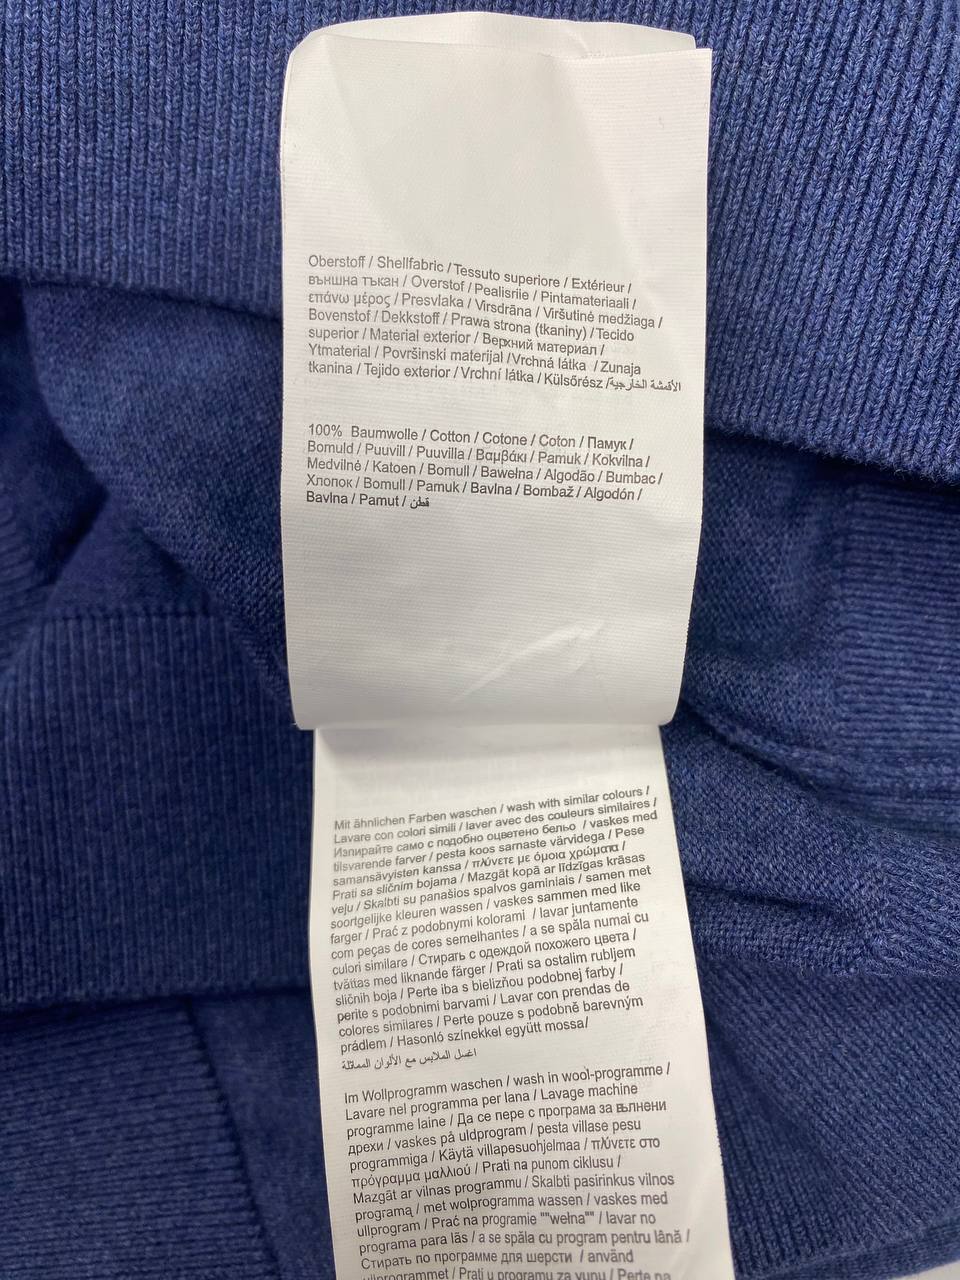 Oberstoff / Shellfabric / Tessuto superiore / Extérieur /
външна тъкан / Overstof / Pealisriie / Pintamateriaali /
επάνω μέρος / Presvlaka / Virsdrāna / Viršutinė medžiaga /
Bovenstof / Dekkstoff / Prawa strona (tkaniny) / Tecido
superior / Material exterior / Верхний материал /
Ytmaterial / Površinski materijal /Vrchná látka / Zunaja
tkanina / Tejido exterior / Vrchní látka / Külsőrész /الأقمشة الخارجية
100% Baumwolle / Cotton / Cotone / Coton / Памук /
Bomuld / Puuvill / Puuvilla / Βαμβάκι / Pamuk / Kokvilna /
Medvilnė / Katoen / Bomull / Bawełna / Algodão / Bumbac /
Хлопок / Bomull / Pamuk / Bavlna / Bombaž / Algodón /
Bavlna / Pamut / قطن
Mit ähnlichen Farben waschen / wash with similar colours /
Lavare con colori simili / laver avec des couleurs similaires /
Изпирайте само с подобно оцветено бельо / vaskes med
tilsvarende farver / pesta koos sarnaste värvidega / Pese
samansävyisten kanssa / πλύνετε με όμοια χρώματα /
Prati sa sličnim bojama / Mazgāt kopā ar līdzīgas krāsas
veļu / Skalbti su panašios spalvos gaminiais / samen met
soortgelijke kleuren wassen / vaskes sammen med like
farger / Prać z podobnymi kolorami / lavar juntamente
com peças de cores semelhantes / a se spăla numai cu
culori similare / Стирать с одеждой похожего цвета /
tvättas med liknande färger / Prati sa ostalim rubljem
sličnih boja / Perte iba s bielizňou podobnej farby /
perite s podobnimi barvami / Lavar con prendas de
colores similares / Perte pouze s podobně barevným
prádlem / Hasonló színekkel együtt mossa/
اغسل الملابس مع الألوان المماثلة
Im Wollprogramm waschen / wash in wool-programme /
Lavare nel programma per lana / Lavage machine
programme laine / Да се пере с програма за вълнени
дрехи / vaskes på uldprogram / pesta villase pesu
programmiga / Käytä villapesuohjelmaa / πλύνετε στο
πρόγραμμα μαλλιού / Prati na punom ciklusu /
Mazgāt ar vilnas programmu / Skalbti pasirinkus vilnos
programą / met wolprogramma wassen / vaskes med
ullprogram / Prać na programie ""wełna"" / lavar no
programa para lãs / a se spăla cu program pentru lână /
Стирать по программе для шерсти / använd
ullprogrammet / Prati u programu za vunu / Perte na